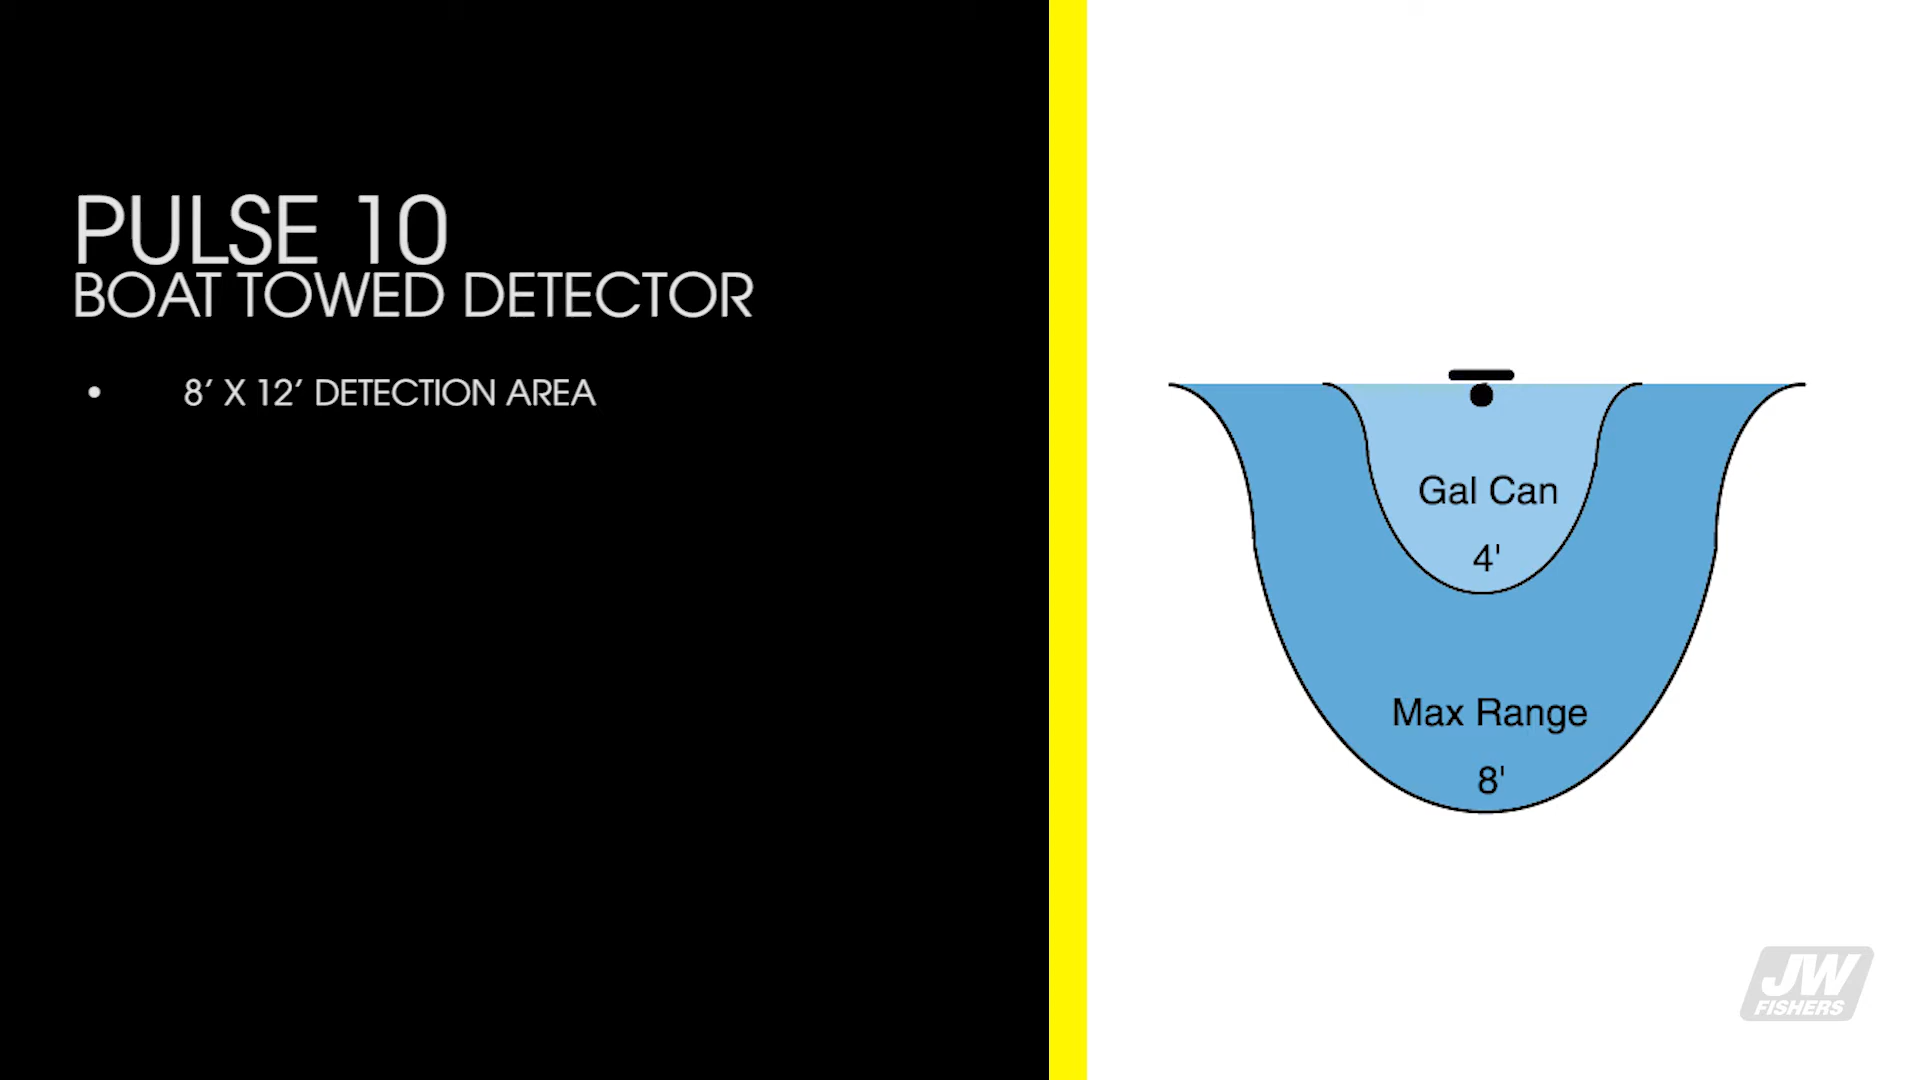 PULSE 10
BOAT TOWED DETECTOR
• 8′ X 12′ DETECTION AREA
Gal Can
4'
Max Range
8'
JW
FISHERS